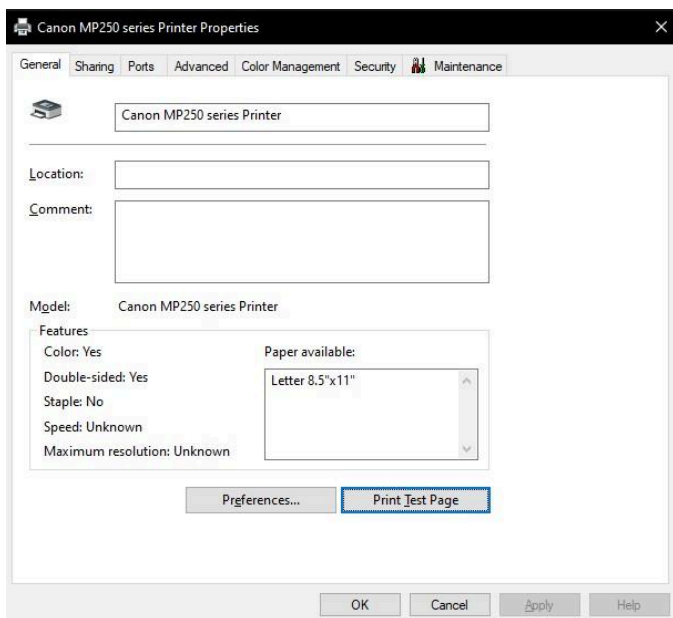 Canon MP250 series Printer Properties
General Sharing Ports Advanced Color Management Security Maintenance
Canon MP250 series Printer
Location:
Comment:
Model: Canon MP250 series Printer
Features
Color: Yes
Paper available:
Double-sided: Yes
Letter 8.5"x11"
Staple: No
Speed: Unknown
Maximum resolution: Unknown
Preferences... Print Test Page
OK Cancel Apply Help